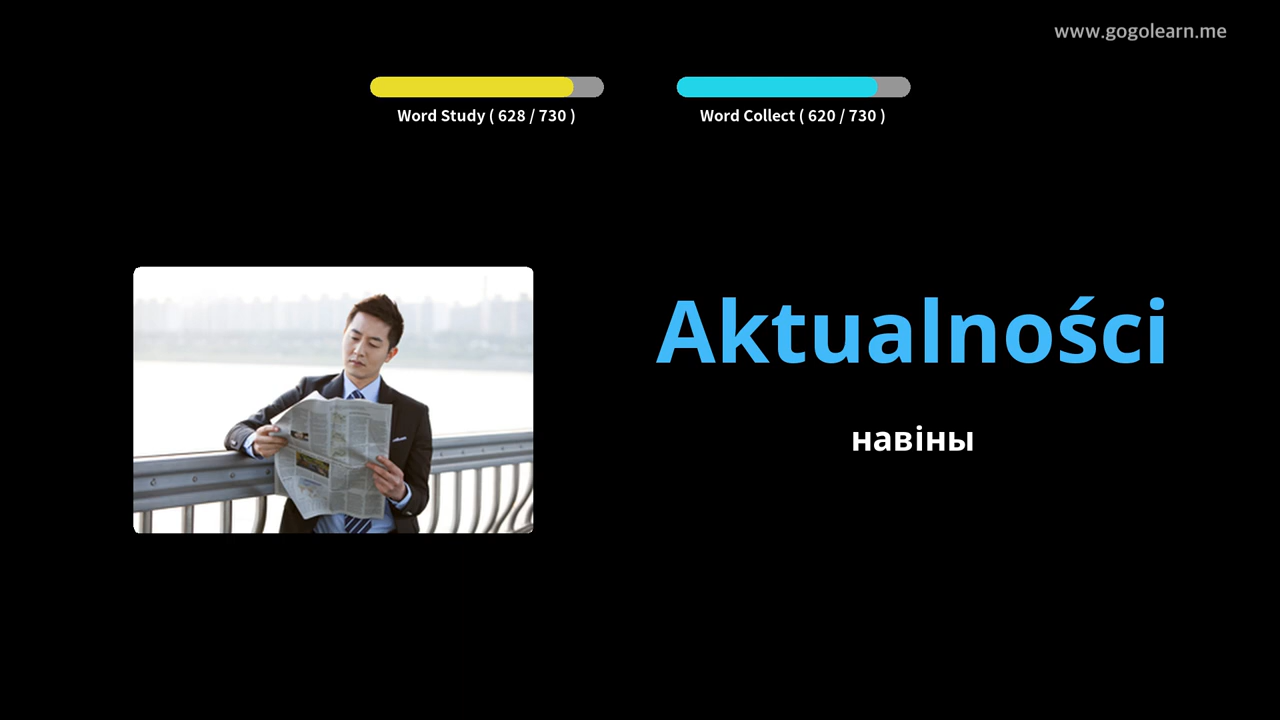 www.gogolearn.me
Word Study ( 628 / 730 )
Word Collect ( 620 / 730 )
Aktualności
навіны